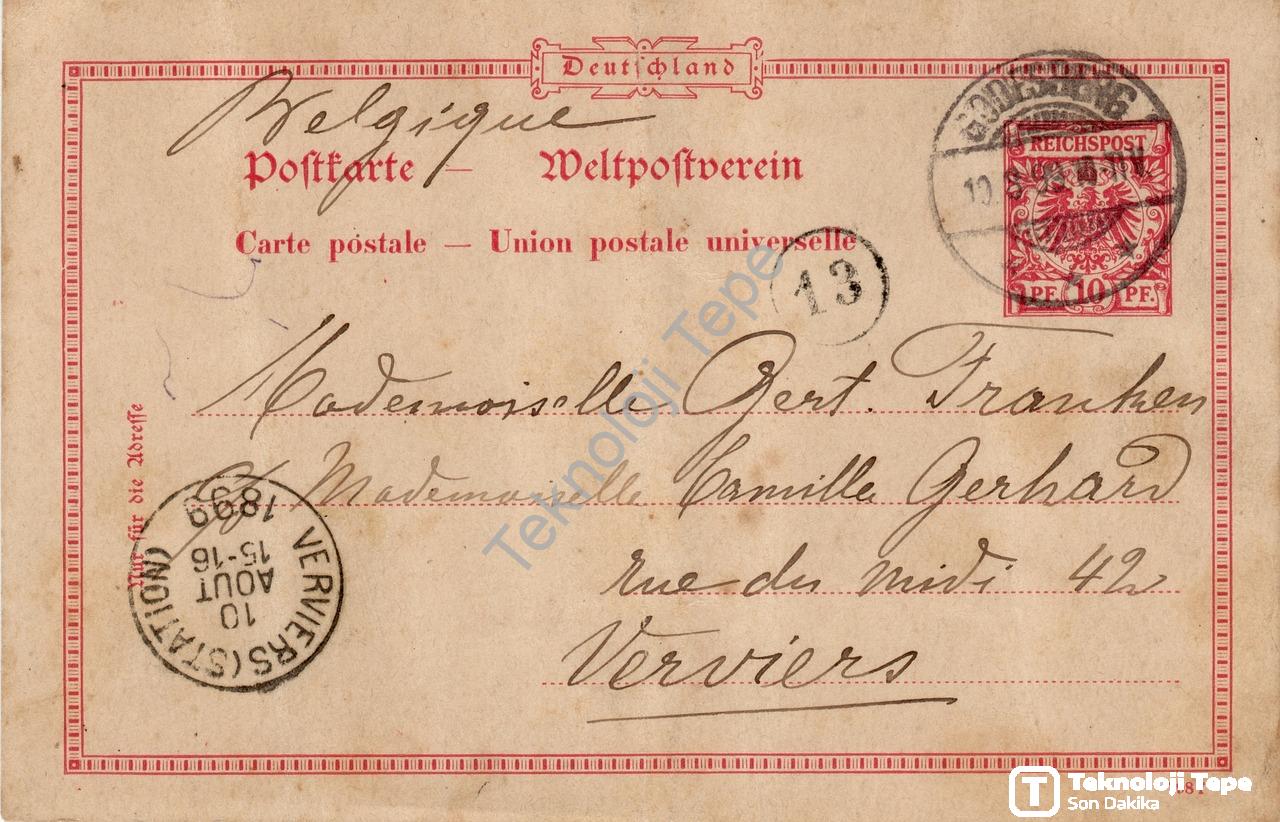 Deutschland
Belgique
Postkarte — Weltpostverein
Carte postale — Union postale universelle
GODESBERG
REICHSPOST
PF. 10 PF.
13
Mademoiselle Gert. Franken
Mademoiselle Camille Gerhard
rue du midi 42
Verviers
Nur für die Adresse
VERVIERS (STATION)
10
AOUT
15-16
1899
Teknoloji Tepe
Teknoloji Tepe
Son Dakika